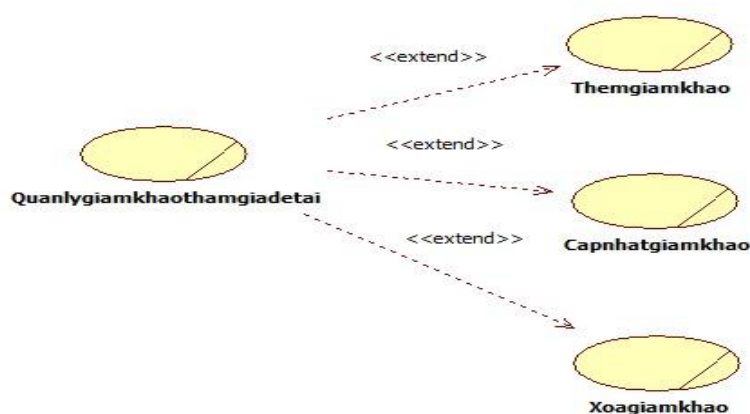 <<extend>>
Themgiamkhao
<<extend>>
Quanlygiamkhaothamgiadetai
<<extend>>
Capnhatgiamkhao
Xoagiamkhao